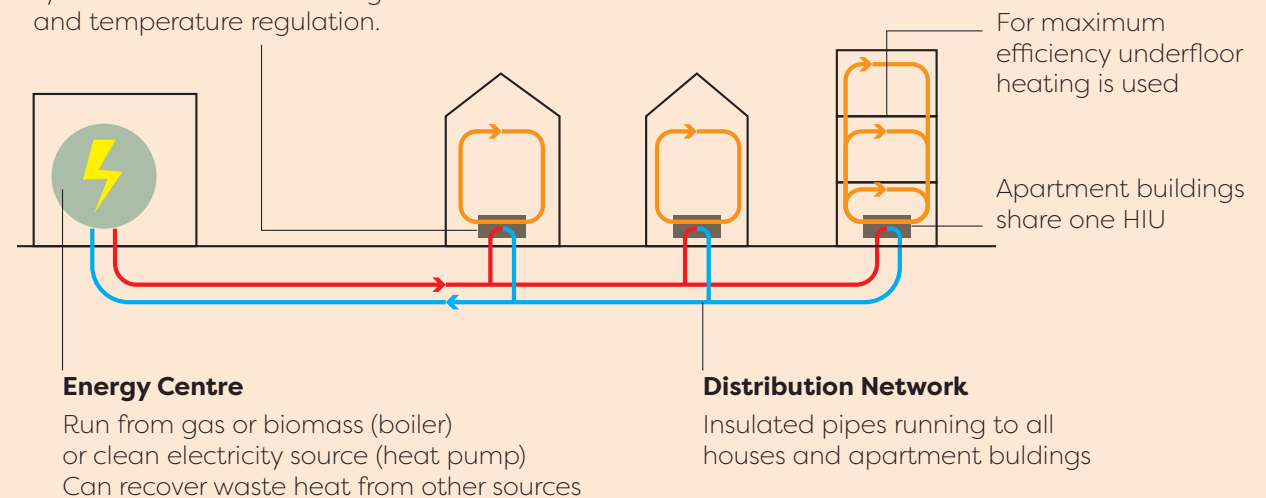 and temperature regulation.
For maximum
efficiency underfloor
heating is used
Apartment buildings
share one HIU
Energy Centre
Run from gas or biomass (boiler)
or clean electricity source (heat pump)
Can recover waste heat from other sources
Distribution Network
Insulated pipes running to all
houses and apartment buldings